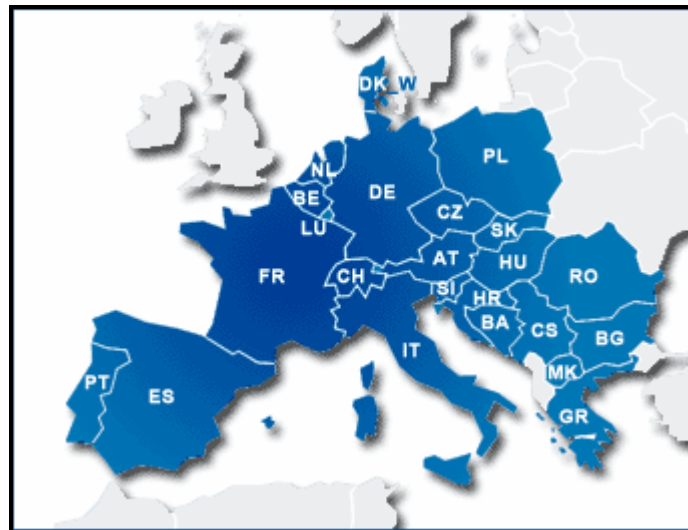 DK_W
PL
NL
DE
BE
CZ
LU
SK
AT
HU
FR
CH
RO
SI
HR
BA
CS
BG
IT
MK
PT
ES
GR